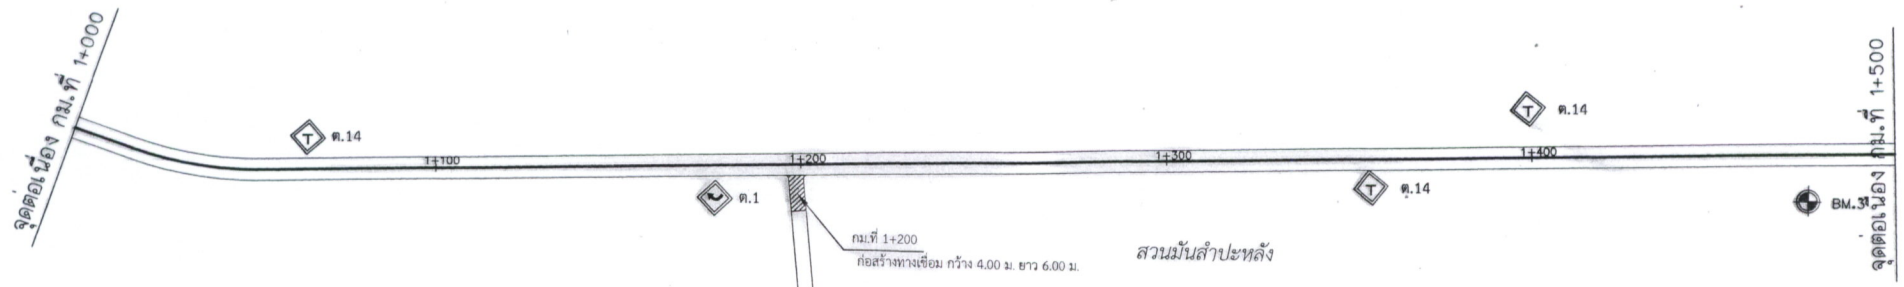 จุดต่อเนื่อง กม.ที่ 1+000
T ต.14
1+100
ต.1
1+200
กม.ที่ 1+200
ก่อสร้างทางเชื่อม กว้าง 4.00 ม. ยาว 6.00 ม.
สวนมันสำปะหลัง
1+300
T ต.14
T ต.14
1+400
BM.3
จุดต่อเนื่อง กม.ที่ 1+500